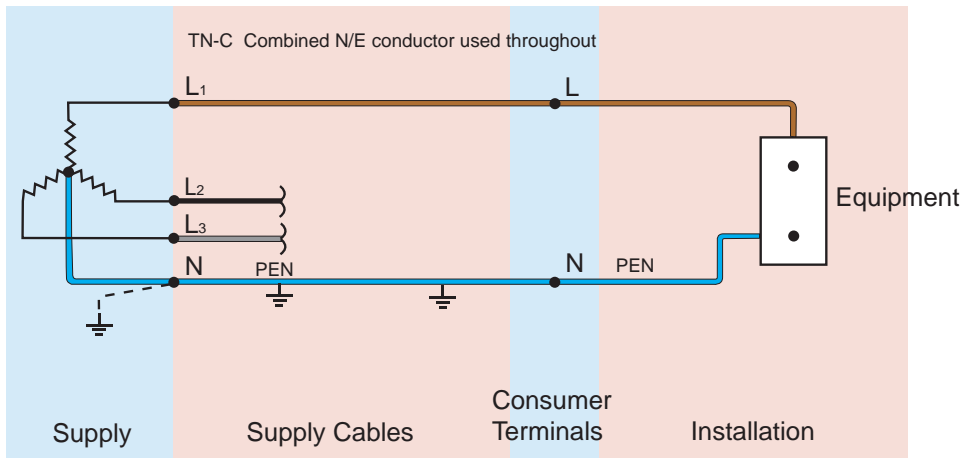 TN-C Combined N/E conductor used throughout
L1
L
L2
Equipment
L3
N
PEN
N
PEN
Supply
Supply Cables
Consumer
Terminals
Installation